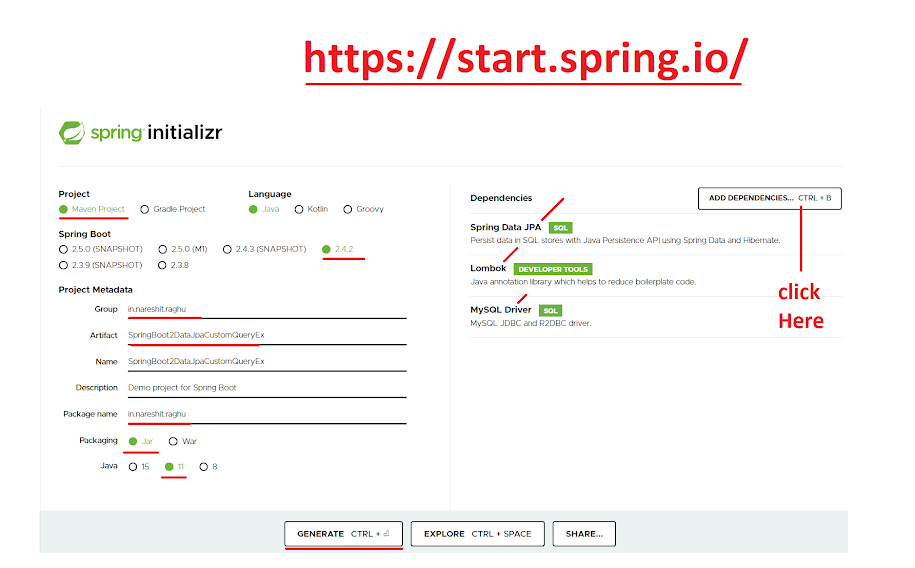 https://start.spring.io/
spring initializr
Project
Maven Project Gradle Project
Language
Java Kotlin Groovy
Spring Boot
2.5.0 (SNAPSHOT) 2.5.0 (M1) 2.4.3 (SNAPSHOT) 2.4.2
2.3.9 (SNAPSHOT) 2.3.8
Project Metadata
Group in.nareshit.raghu
Artifact SpringBoot2DataJpaCustomQueryEx
Name SpringBoot2DataJpaCustomQueryEx
Description Demo project for Spring Boot
Package name in.nareshit.raghu
Packaging Jar War
Java 15 11 8
Dependencies ADD DEPENDENCIES... CTRL + B
Spring Data JPA SQL
Persist data in SQL stores with Java Persistence API using Spring Data and Hibernate.
Lombok DEVELOPER TOOLS
Java annotation library which helps to reduce boilerplate code.
MySQL Driver SQL
MySQL JDBC and R2DBC driver.
click
Here
GENERATE CTRL + ⏎ EXPLORE CTRL + SPACE SHARE...